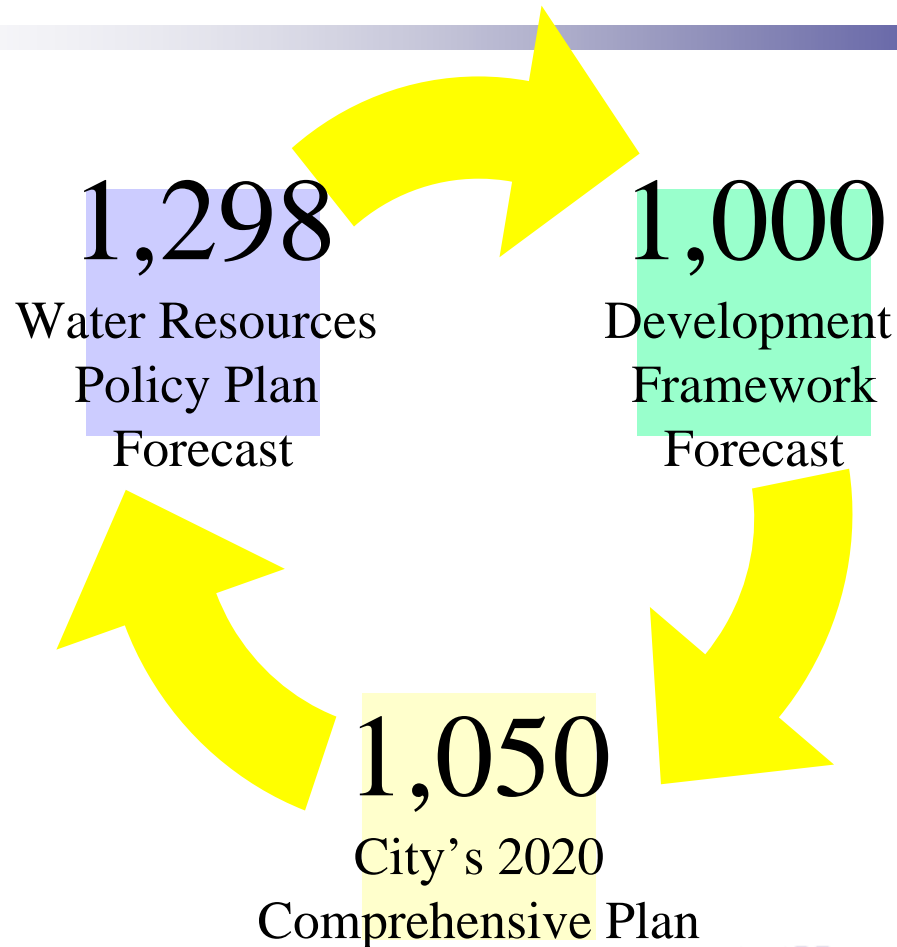 1,298
Water Resources
Policy Plan
Forecast
1,000
Development
Framework
Forecast
1,050
City’s 2020
Comprehensive Plan